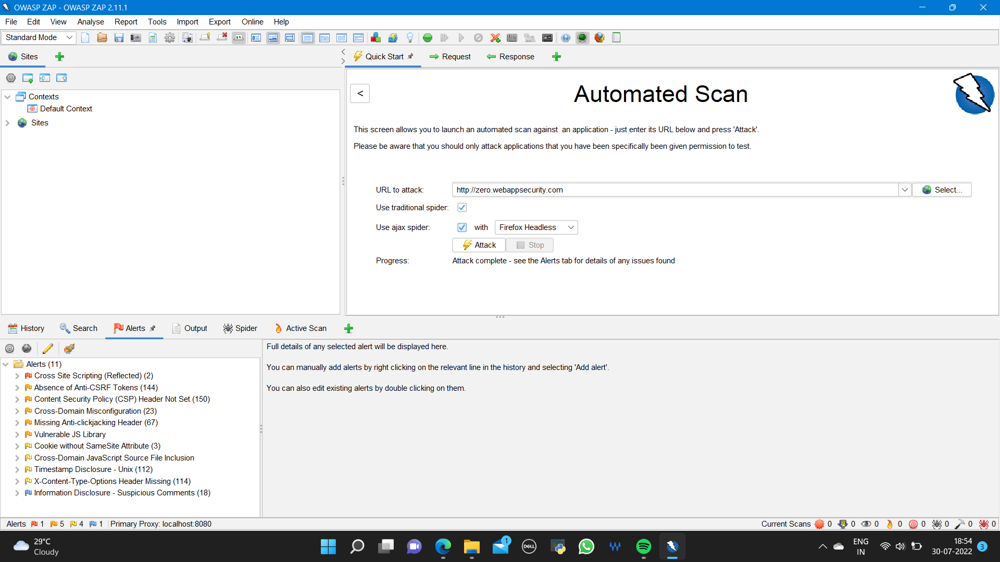 OWASP ZAP - OWASP ZAP 2.11.1
File Edit View Analyse Report Tools Import Export Online Help
Standard Mode
Sites
Quick Start
Request
Response
Contexts
Default Context
Sites
<
Automated Scan
This screen allows you to launch an automated scan against  an application - just enter its URL below and press 'Attack'.
Please be aware that you should only attack applications that you have been specifically been given permission to test.
URL to attack: http://zero.webappsecurity.com Select...
Use traditional spider:
Use ajax spider: with Firefox Headless
Attack Stop
Progress: Attack complete - see the Alerts tab for details of any issues found
History Search Alerts Output Spider Active Scan
Alerts (11)
Cross Site Scripting (Reflected) (2)
Absence of Anti-CSRF Tokens (144)
Content Security Policy (CSP) Header Not Set (150)
Cross-Domain Misconfiguration (23)
Missing Anti-clickjacking Header (67)
Vulnerable JS Library
Cookie without SameSite Attribute (3)
Cross-Domain JavaScript Source File Inclusion
Timestamp Disclosure - Unix (112)
X-Content-Type-Options Header Missing (114)
Information Disclosure - Suspicious Comments (18)
Full details of any selected alert will be displayed here.
You can manually add alerts by right clicking on the relevant line in the history and selecting 'Add alert'.
You can also edit existing alerts by double clicking on them.
Alerts 1 5 4 1 Primary Proxy: localhost:8080
Current Scans 0 0 0 0 0 0 0 0
29°C
Cloudy
1
DELL
ENG
IN
18:54
30-07-2022
3